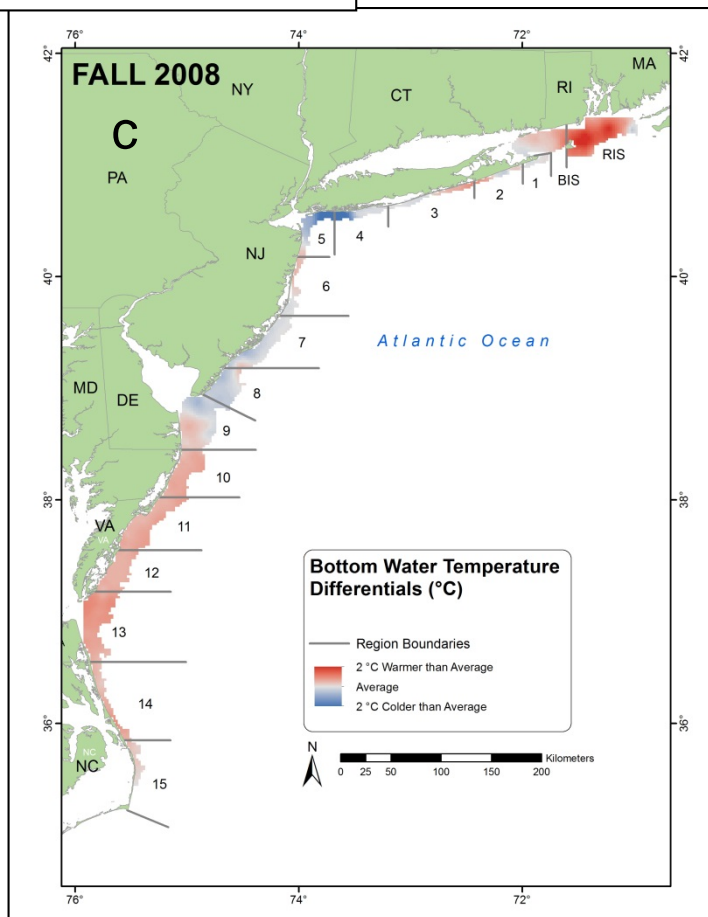 76° 74° 72°
42° 42°
FALL 2008
C
NY
CT
RI
MA
PA
RIS
BIS
1
2
3
4
5
NJ
40° 40°
6
7
Atlantic Ocean
MD
DE
8
9
10
38° 38°
11
VA
VA
12
13
14
36° 36°
NC
NC
15
Bottom Water Temperature
Differentials (°C)
Region Boundaries
2 °C Warmer than Average
Average
2 °C Colder than Average
N
Kilometers
0 25 50 100 150 200
76° 74° 72°